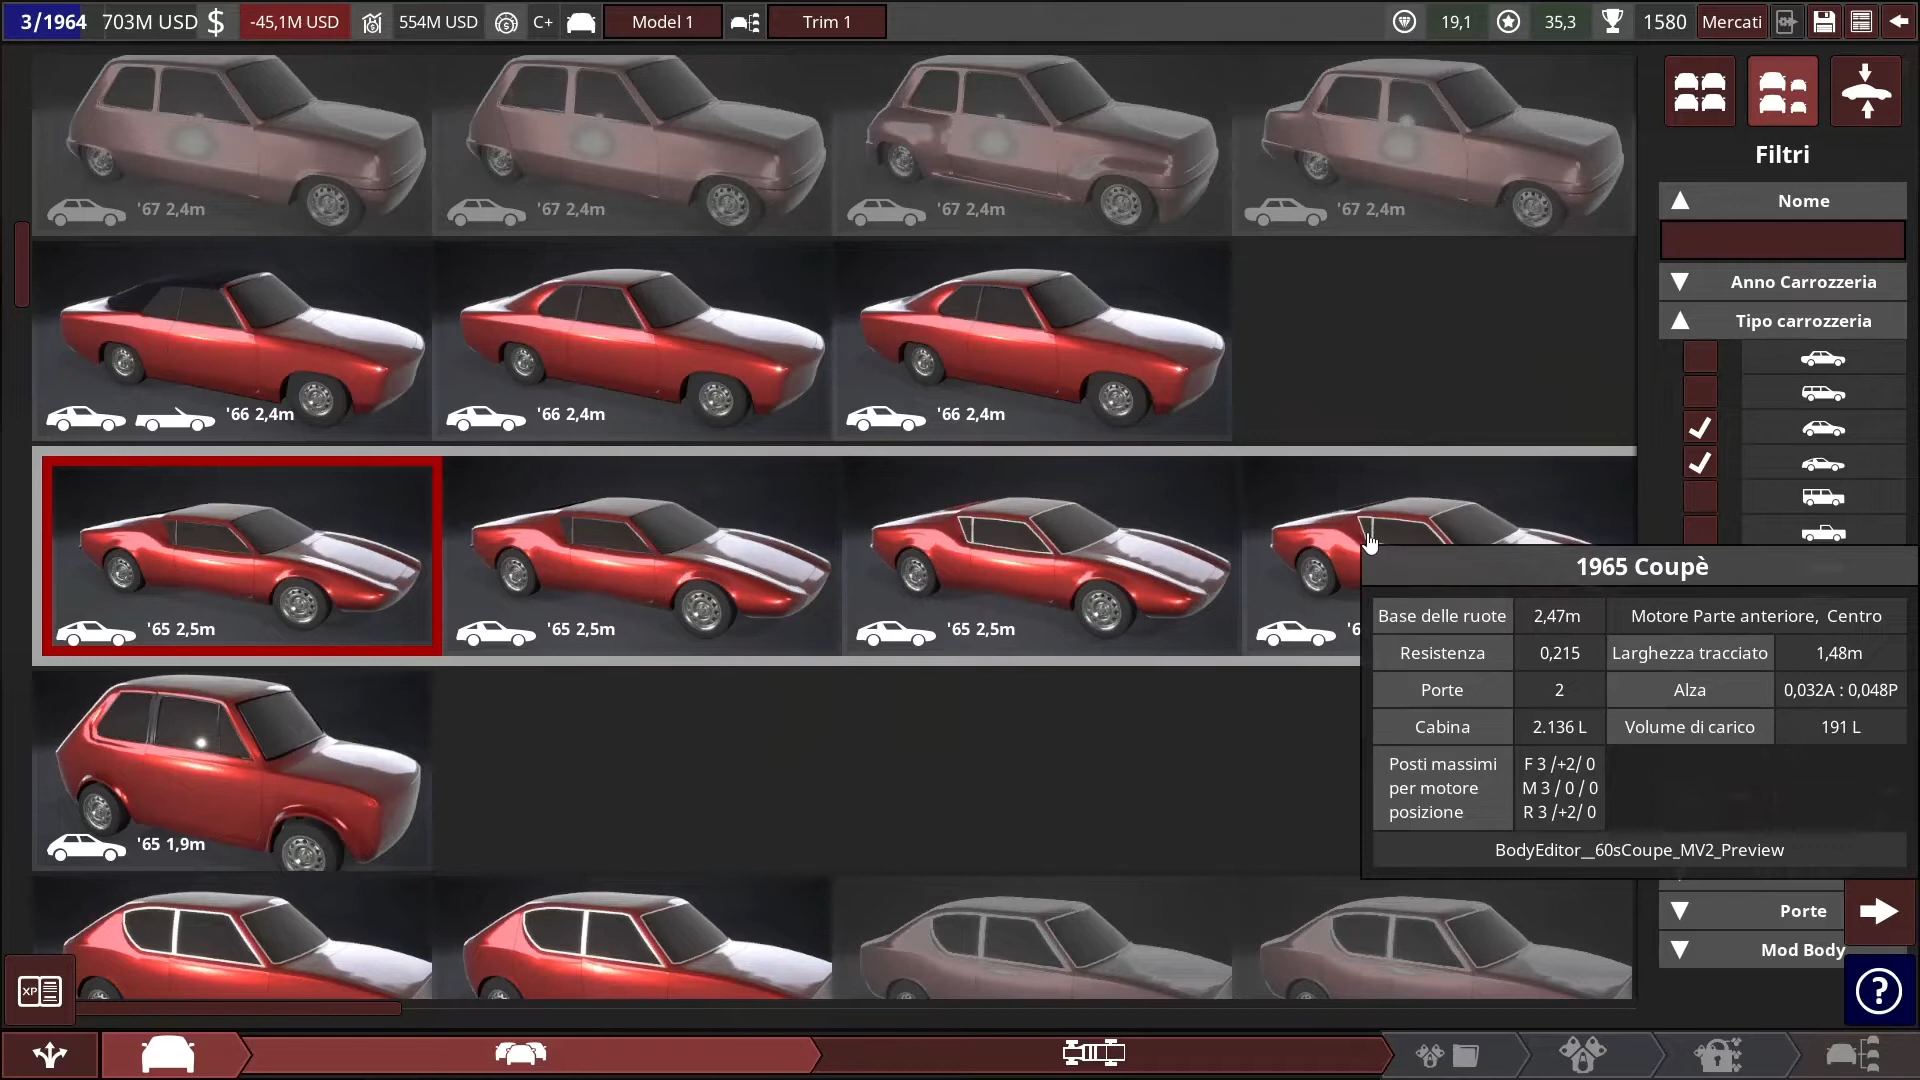 3/1964 703M USD $ -45,1M USD 554M USD C+ Model 1 Trim 1 19,1 35,3 1580 Mercati
Filtri
Nome
Anno Carrozzeria
Tipo carrozzeria
'67 2,4m '67 2,4m '67 2,4m '67 2,4m
'66 2,4m '66 2,4m '66 2,4m
'65 2,5m '65 2,5m '65 2,5m
'65 1,9m
1965 Coupè
Base delle ruote 2,47m Motore Parte anteriore, Centro
Resistenza 0,215 Larghezza tracciato 1,48m
Porte 2 Alza 0,032A : 0,048P
Cabina 2.136 L Volume di carico 191 L
Posti massimi F 3 /+2/ 0
per motore M 3 / 0 / 0
posizione R 3 /+2/ 0
BodyEditor__60sCoupe_MV2_Preview
Porte
Mod Body
XP
?